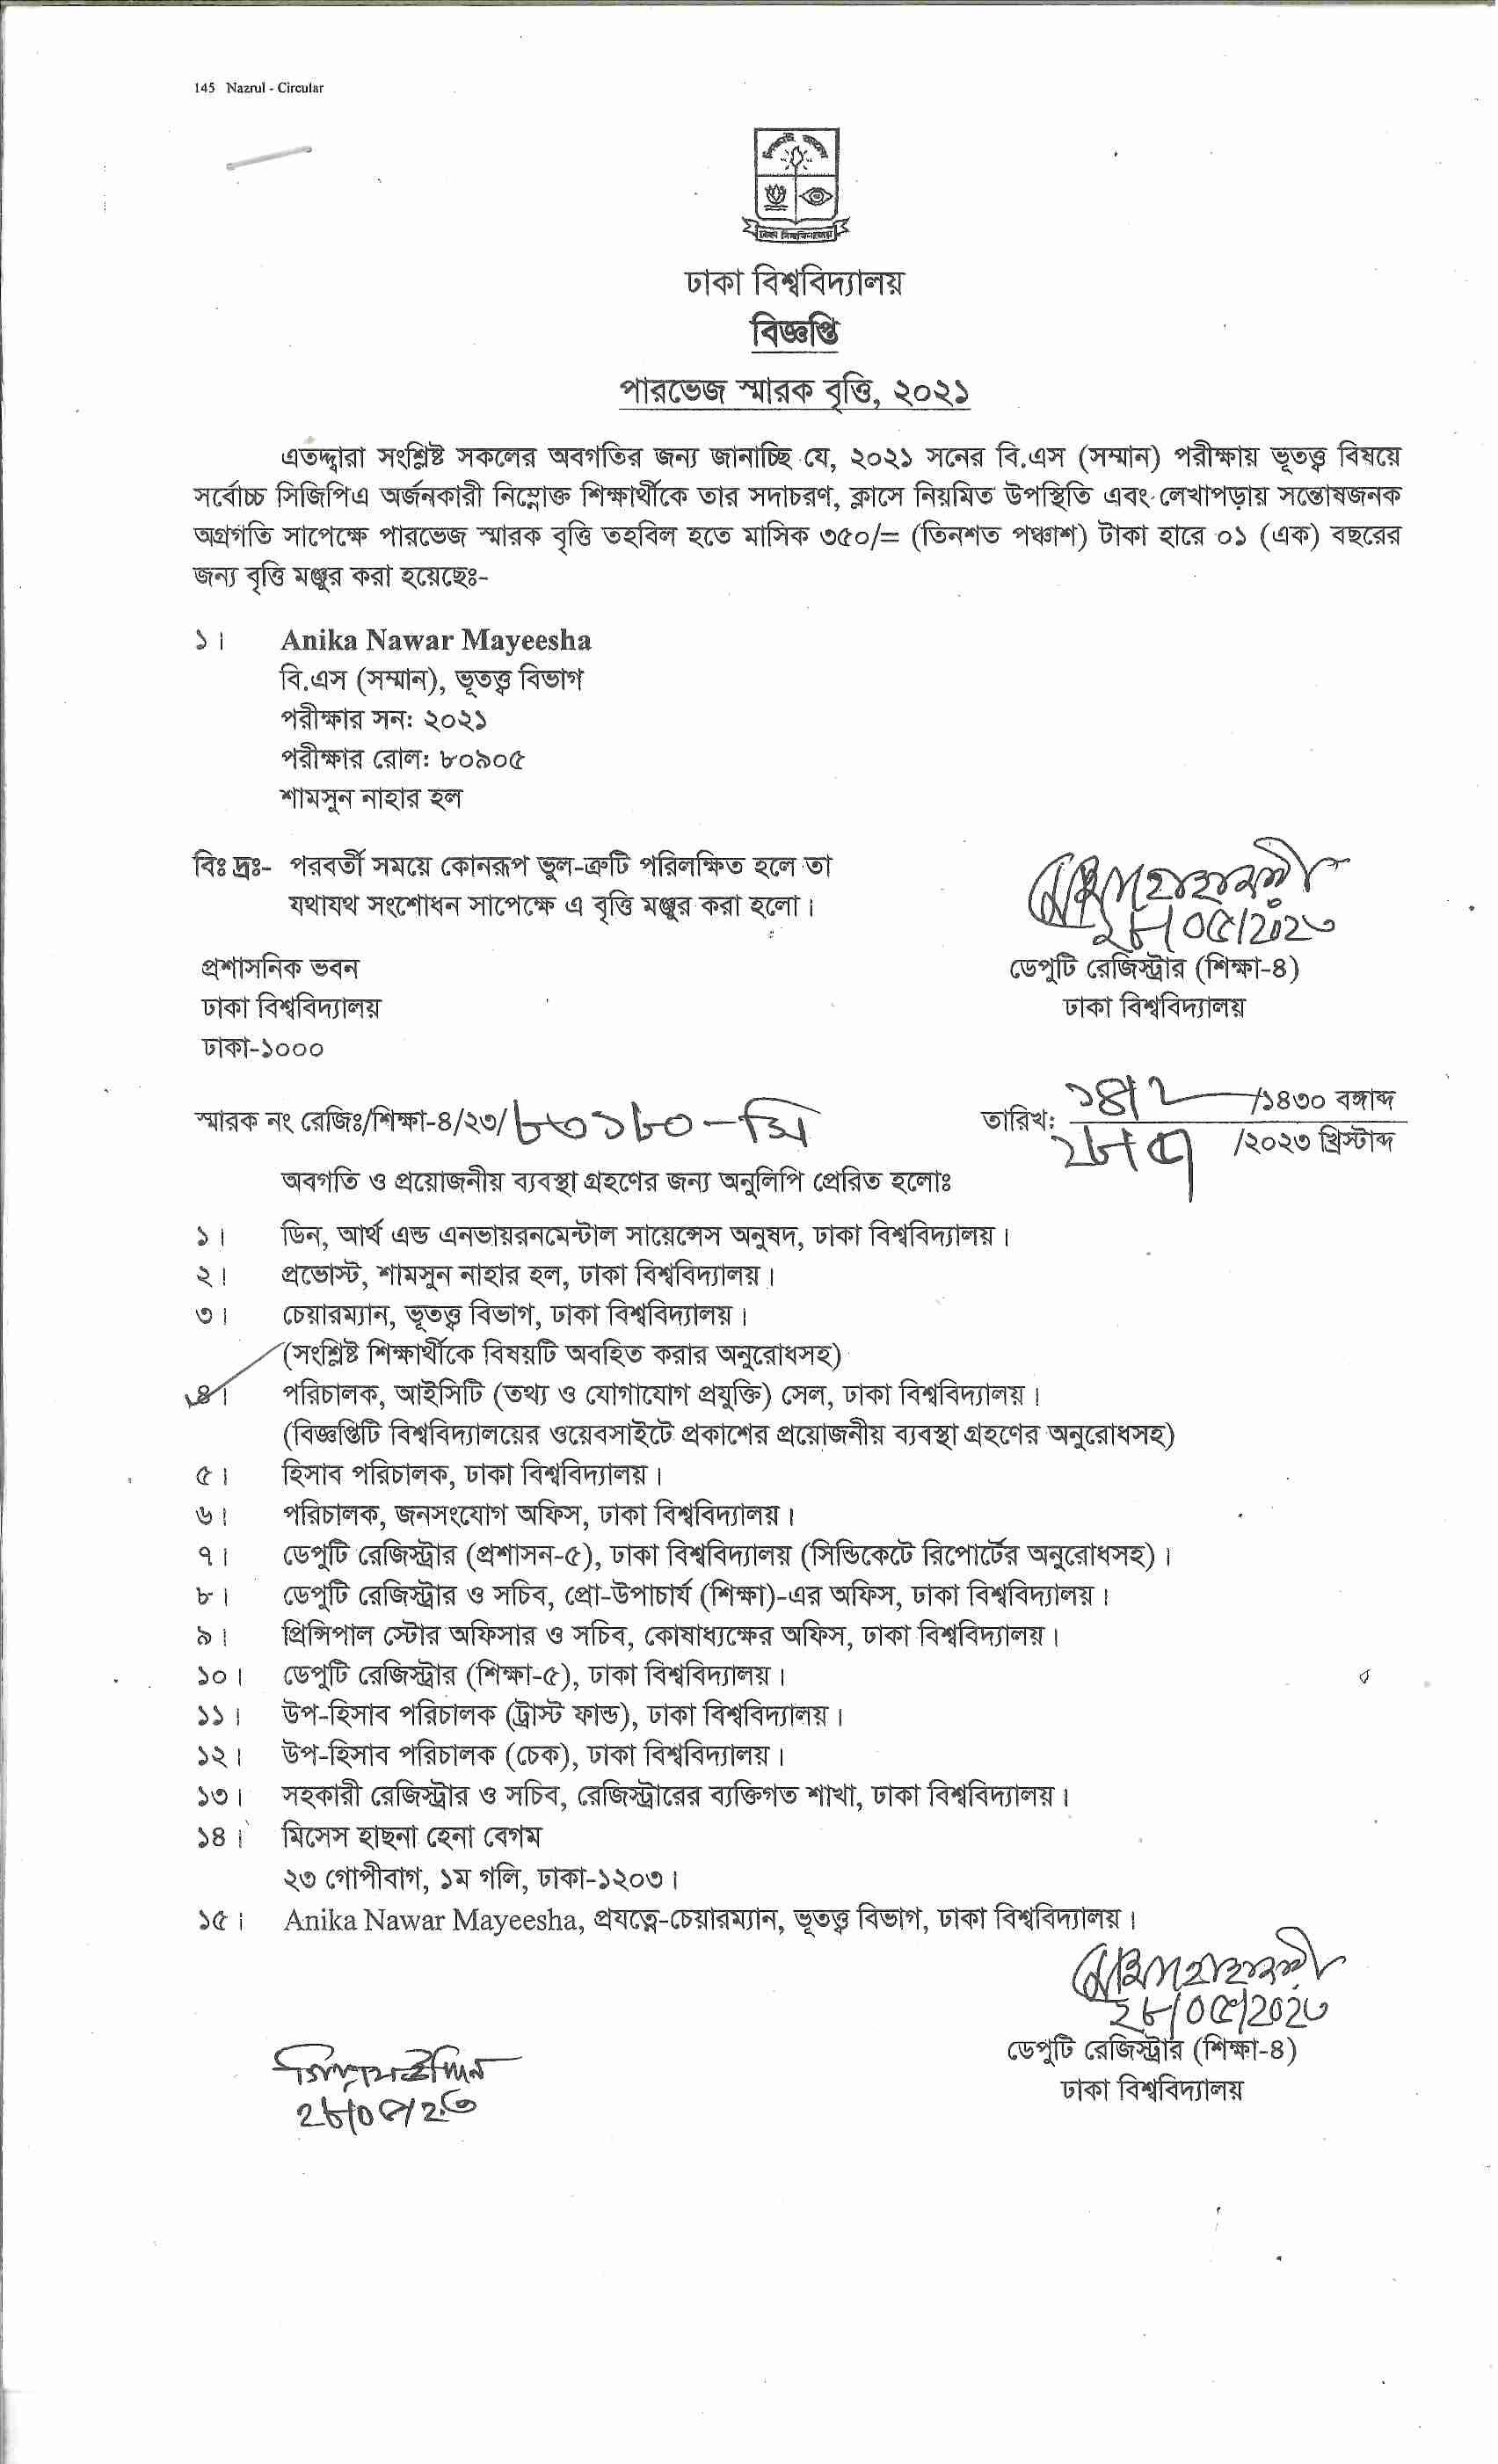 145 Nazrul - Circular
ঢাকা বিশ্ববিদ্যালয়
বিজ্ঞপ্তি
পারভেজ স্মারক বৃত্তি, ২০২১
এতদ্দ্বারা সংশ্লিষ্ট সকলের অবগতির জন্য জানাচ্ছি যে, ২০২১ সনের বি.এস (সম্মান) পরীক্ষায় ভূতত্ত্ব বিষয়ে
সর্বোচ্চ সিজিপিএ অর্জনকারী নিম্নোক্ত শিক্ষার্থীকে তার সদাচরণ, ক্লাসে নিয়মিত উপস্থিতি এবং লেখাপড়ায় সন্তোষজনক
অগ্রগতি সাপেক্ষে পারভেজ স্মারক বৃত্তি তহবিল হতে মাসিক ৩৫০/= (তিনশত পঞ্চাশ) টাকা হারে ০১ (এক) বছরের
জন্য বৃত্তি মঞ্জুর করা হয়েছেঃ-
১। Anika Nawar Mayeesha
বি.এস (সম্মান), ভূতত্ত্ব বিভাগ
পরীক্ষার সন: ২০২১
পরীক্ষার রোল: ৮০৯০৫
শামসুন নাহার হল
বিঃ দ্রঃ- পরবর্তী সময়ে কোনরূপ ভুল-ত্রুটি পরিলক্ষিত হলে তা
যথাযথ সংশোধন সাপেক্ষে এ বৃত্তি মঞ্জুর করা হলো।
২৮/০৫/২০২৩
প্রশাসনিক ভবন
ঢাকা বিশ্ববিদ্যালয়
ঢাকা-১০০০
ডেপুটি রেজিস্ট্রার (শিক্ষা-৪)
ঢাকা বিশ্ববিদ্যালয়
স্মারক নং রেজিঃ/শিক্ষা-৪/২৩/৮৩১৮০-মি
তারিখ: ১৪/২/১৪৩০ বঙ্গাব্দ
২৮/৫/২০২৩ খ্রিস্টাব্দ
অবগতি ও প্রয়োজনীয় ব্যবস্থা গ্রহণের জন্য অনুলিপি প্রেরিত হলোঃ
১। ডিন, আর্থ এন্ড এনভায়রনমেন্টাল সায়েন্সেস অনুষদ, ঢাকা বিশ্ববিদ্যালয়।
২। প্রভোস্ট, শামসুন নাহার হল, ঢাকা বিশ্ববিদ্যালয়।
৩। চেয়ারম্যান, ভূতত্ত্ব বিভাগ, ঢাকা বিশ্ববিদ্যালয়।
(সংশ্লিষ্ট শিক্ষার্থীকে বিষয়টি অবহিত করার অনুরোধসহ)
৪। পরিচালক, আইসিটি (তথ্য ও যোগাযোগ প্রযুক্তি) সেল, ঢাকা বিশ্ববিদ্যালয়।
(বিজ্ঞপ্তিটি বিশ্ববিদ্যালয়ের ওয়েবসাইটে প্রকাশের প্রয়োজনীয় ব্যবস্থা গ্রহণের অনুরোধসহ)
৫। হিসাব পরিচালক, ঢাকা বিশ্ববিদ্যালয়।
৬। পরিচালক, জনসংযোগ অফিস, ঢাকা বিশ্ববিদ্যালয়।
৭। ডেপুটি রেজিস্ট্রার (প্রশাসন-৫), ঢাকা বিশ্ববিদ্যালয় (সিন্ডিকেটে রিপোর্টের অনুরোধসহ)।
৮। ডেপুটি রেজিস্ট্রার ও সচিব, প্রো-উপাচার্য (শিক্ষা)-এর অফিস, ঢাকা বিশ্ববিদ্যালয়।
৯। প্রিন্সিপাল স্টোর অফিসার ও সচিব, কোষাধ্যক্ষের অফিস, ঢাকা বিশ্ববিদ্যালয়।
১০। ডেপুটি রেজিস্ট্রার (শিক্ষা-৫), ঢাকা বিশ্ববিদ্যালয়।
১১। উপ-হিসাব পরিচালক (ট্রাস্ট ফান্ড), ঢাকা বিশ্ববিদ্যালয়।
১২। উপ-হিসাব পরিচালক (চেক), ঢাকা বিশ্ববিদ্যালয়।
১৩। সহকারী রেজিস্ট্রার ও সচিব, রেজিস্ট্রারের ব্যক্তিগত শাখা, ঢাকা বিশ্ববিদ্যালয়।
১৪। মিসেস হাছনা হেনা বেগম
২৩ গোপীবাগ, ১ম গলি, ঢাকা-১২০৩।
১৫। Anika Nawar Mayeesha, প্রযত্নে-চেয়ারম্যান, ভূতত্ত্ব বিভাগ, ঢাকা বিশ্ববিদ্যালয়।
২৮/০৫/২০২৩
ডেপুটি রেজিস্ট্রার (শিক্ষা-৪)
ঢাকা বিশ্ববিদ্যালয়
২৮/০৫/২৩